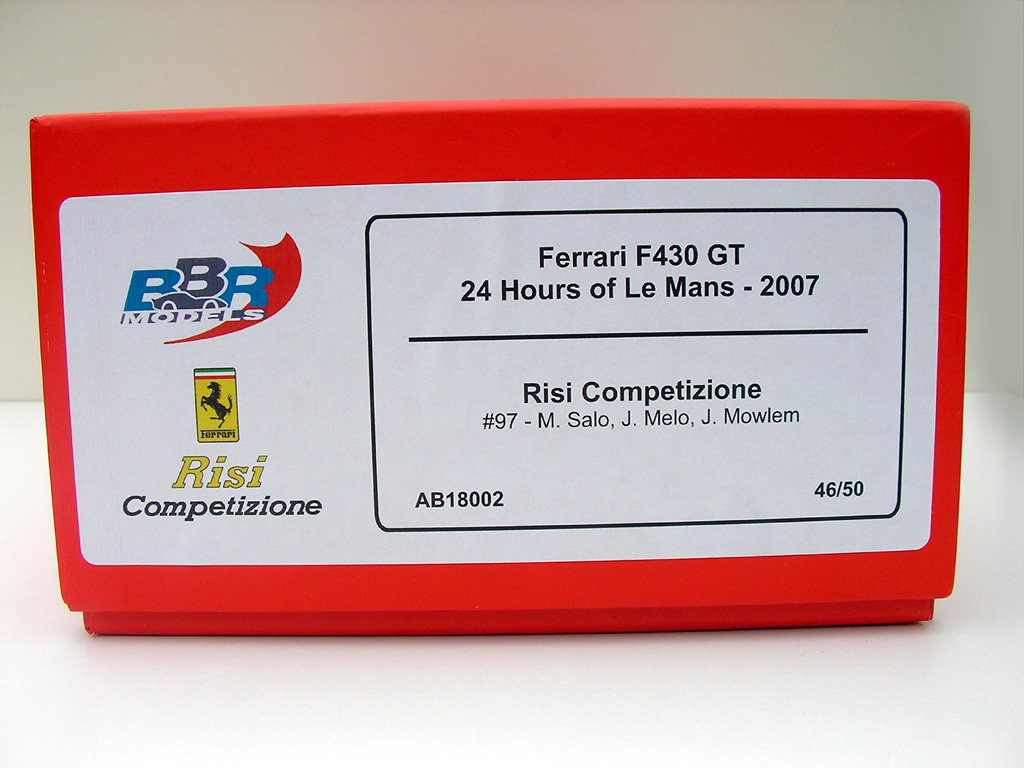 BBR
MODELS
Ferrari
Risi
Competizione
Ferrari F430 GT
24 Hours of Le Mans - 2007
Risi Competizione
#97 - M. Salo, J. Melo, J. Mowlem
AB18002
46/50